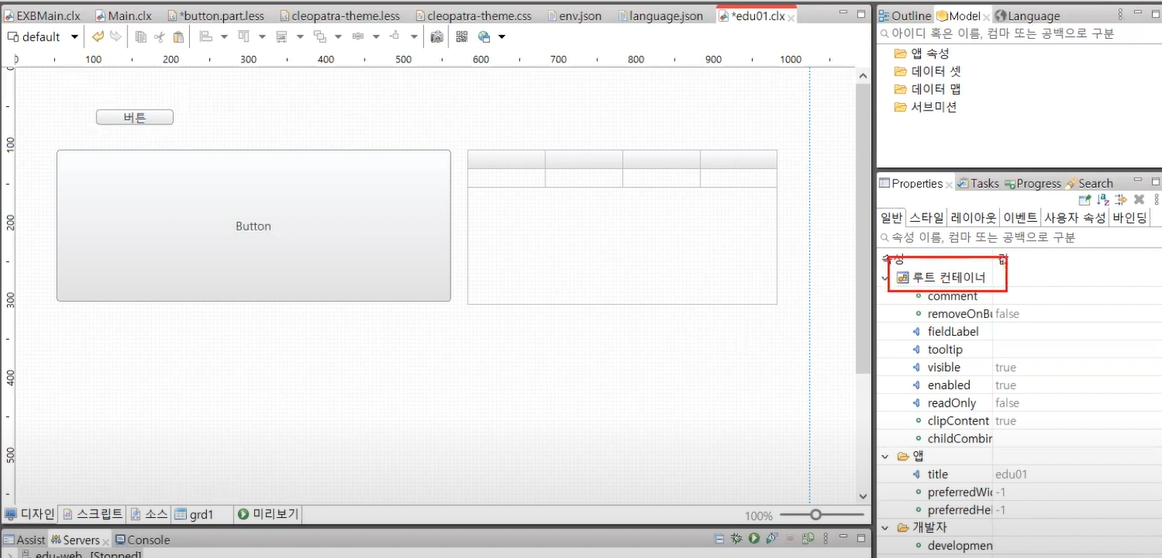 EXBMain.clx Main.clx *button.part.less cleopatra-theme.less cleopatra-theme.css env.json language.json *edu01.clx
default
0 100 200 300 400 500 600 700 800 900 1000
0
100
200
300
400
500
버튼
Button
디자인 스크립트 소스 grd1 미리보기 100%
Assist Servers Console
edu-web [Stopped]
Outline Model Language
아이디 혹은 이름, 컴마 또는 공백으로 구분
앱 속성
데이터 셋
데이터 맵
서브미션
Properties Tasks Progress Search
일반 스타일 레이아웃 이벤트 사용자 속성 바인딩
속성 이름, 컴마 또는 공백으로 구분
속성 값
루트 컨테이너
comment
removeOnBu false
fieldLabel
tooltip
visible true
enabled true
readOnly false
clipContent true
childCombin
앱
title edu01
preferredWi -1
preferredHe -1
개발자
developmen